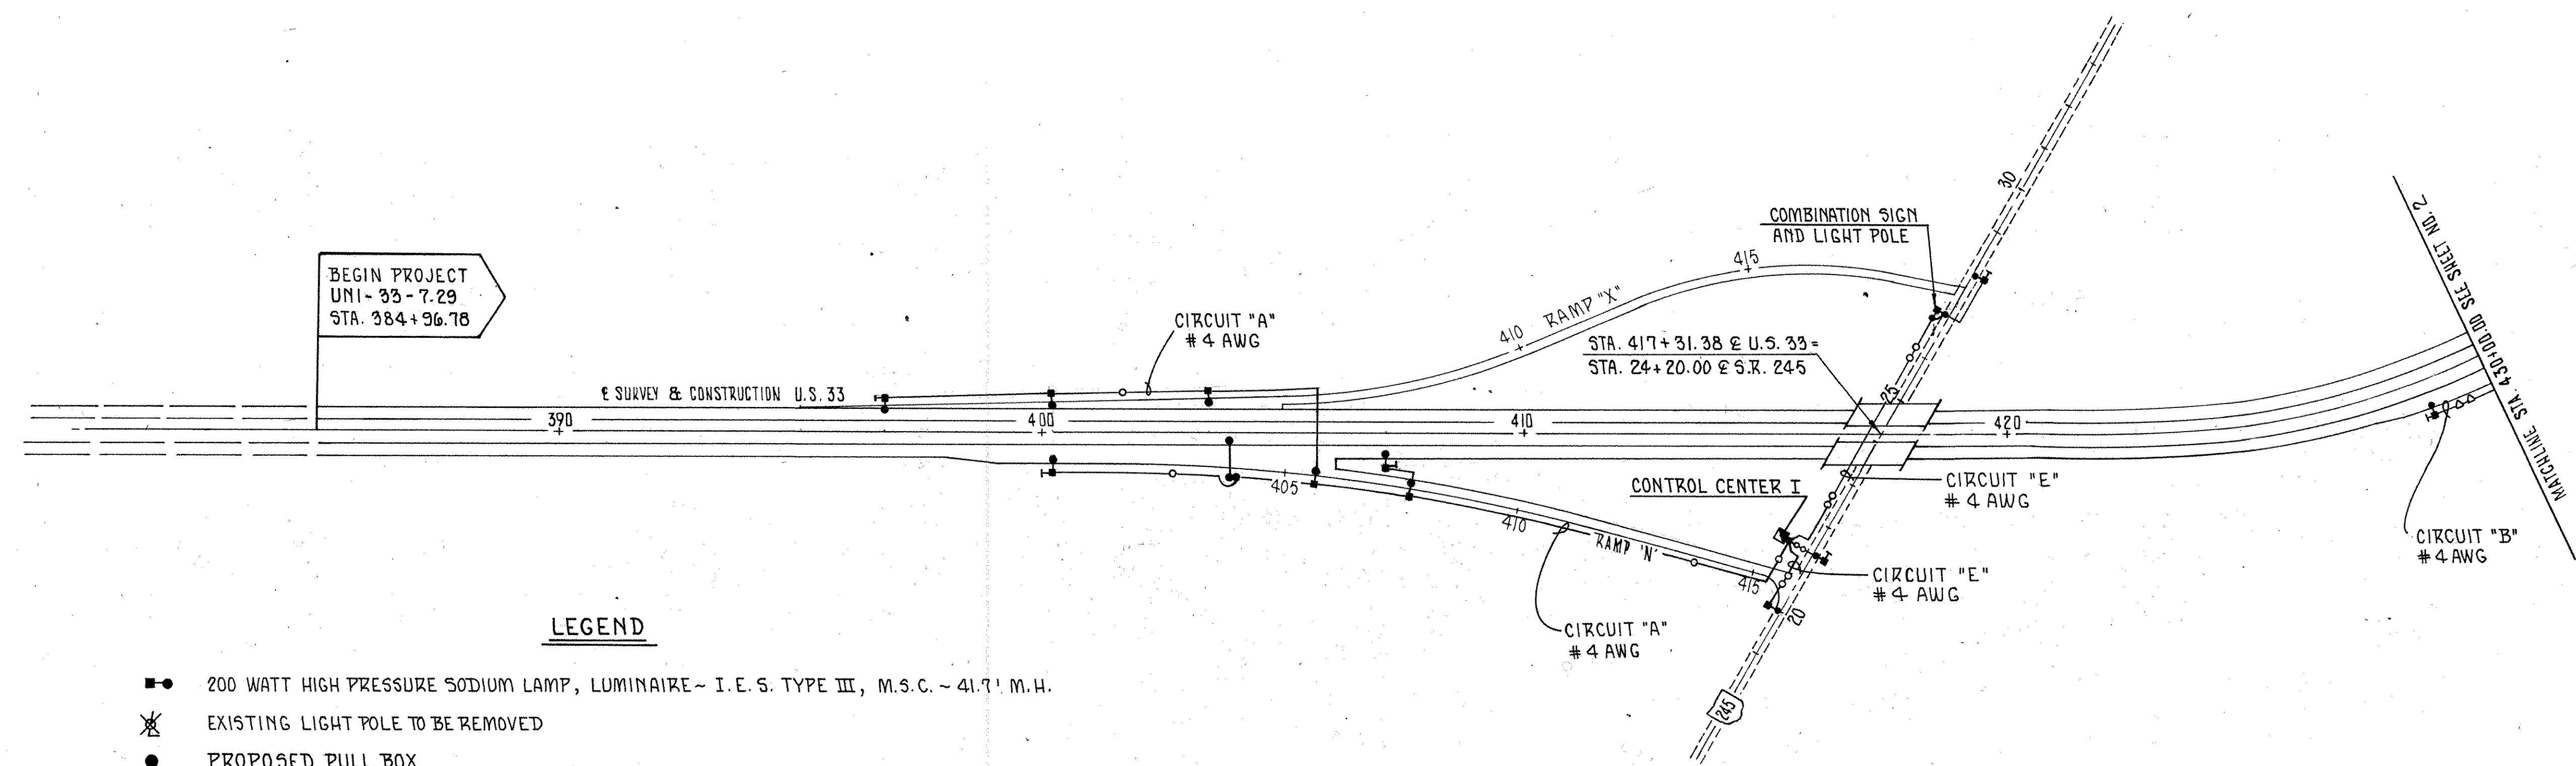 BEGIN PROJECT
UNI-33-7.29
STA. 384+96.78
℄ SURVEY & CONSTRUCTION U.S. 33
CIRCUIT "A"
#4 AWG
390
400
410
420
405
410
415
RAMP "X"
410
415
RAMP 'N'
COMBINATION SIGN
AND LIGHT POLE
STA. 417+31.38 ℄ U.S. 33 =
STA. 24+20.00 ℄ S.R. 245
30
25
20
245
CONTROL CENTER I
CIRCUIT "E"
#4 AWG
CIRCUIT "E"
#4 AWG
CIRCUIT "A"
#4 AWG
CIRCUIT "B"
#4 AWG
MATCHLINE STA. 430+00.00 SEE SHEET NO. 2
LEGEND
200 WATT HIGH PRESSURE SODIUM LAMP, LUMINAIRE~ I.E.S. TYPE III, M.S.C. ~ 41.7' M.H.
EXISTING LIGHT POLE TO BE REMOVED
PROPOSED PULL BOX